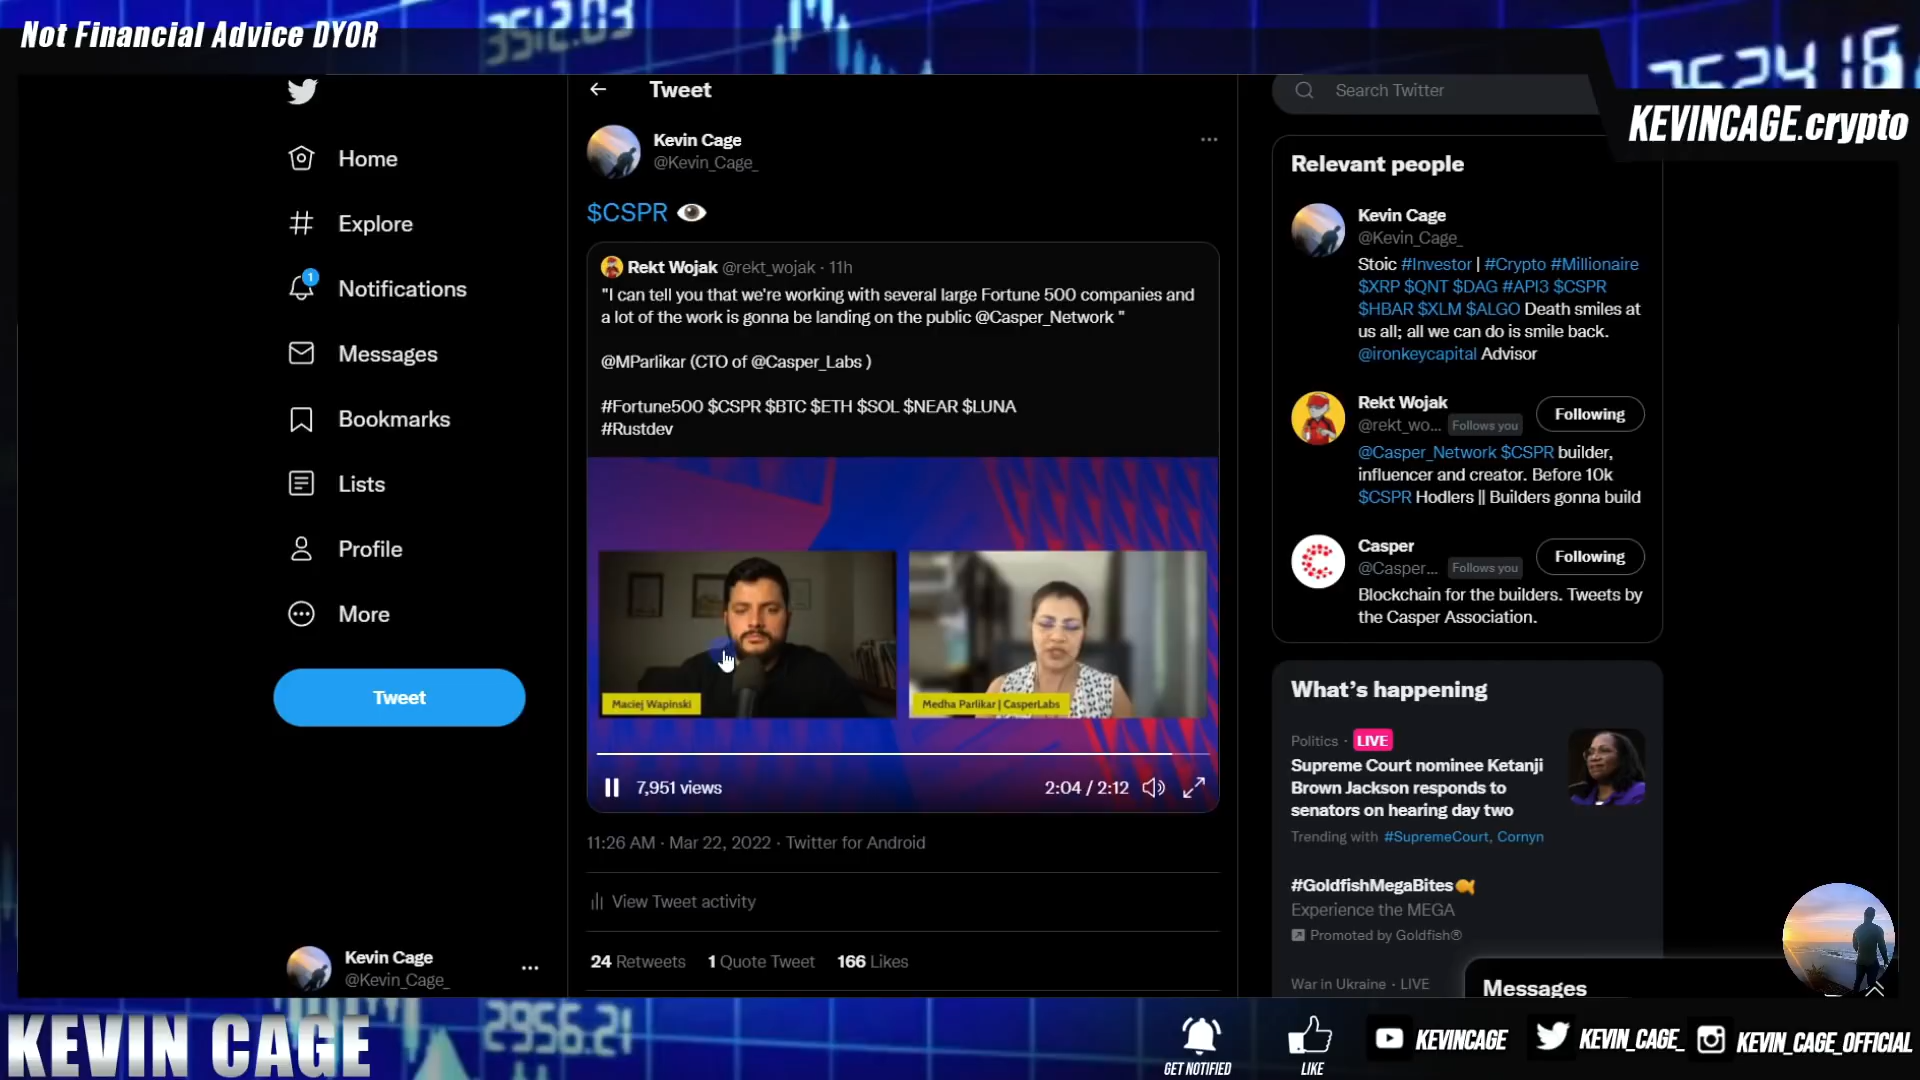 Not Financial Advice DYOR
3512.03
KEVINCAGE.crypto
Home
Explore
1
Notifications
Messages
Bookmarks
Lists
Profile
More
Tweet
Kevin Cage
@Kevin_Cage_
Tweet
Kevin Cage
@Kevin_Cage_
$CSPR
Rekt Wojak @rekt_wojak · 11h
"I can tell you that we're working with several large Fortune 500 companies and
a lot of the work is gonna be landing on the public @Casper_Network "
@MParlikar (CTO of @Casper_Labs )
#Fortune500 $CSPR $BTC $ETH $SOL $NEAR $LUNA
#Rustdev
Maciej Wapinski
Medha Parlikar | CasperLabs
7,951 views
2:04 / 2:12
11:26 AM · Mar 22, 2022 · Twitter for Android
View Tweet activity
24 Retweets 1 Quote Tweet 166 Likes
Search Twitter
Relevant people
Kevin Cage
@Kevin_Cage_
Stoic #Investor | #Crypto #Millionaire
$XRP $QNT $DAG #API3 $CSPR
$HBAR $XLM $ALGO Death smiles at
us all; all we can do is smile back.
@ironkeycapital Advisor
Rekt Wojak
@rekt_wo... Follows you
Following
@Casper_Network $CSPR builder,
influencer and creator. Before 10k
$CSPR Hodlers || Builders gonna build
Casper
@Casper... Follows you
Following
Blockchain for the builders. Tweets by
the Casper Association.
What's happening
Politics · LIVE
Supreme Court nominee Ketanji
Brown Jackson responds to
senators on hearing day two
Trending with #SupremeCourt, Cornyn
#GoldfishMegaBites
Experience the MEGA
Promoted by Goldfish®
War in Ukraine · LIVE
Messages
KEVIN CAGE
2956.21
GET NOTIFIED
LIKE
KEVINCAGE
KEVIN_CAGE_
KEVIN_CAGE_OFFICIAL